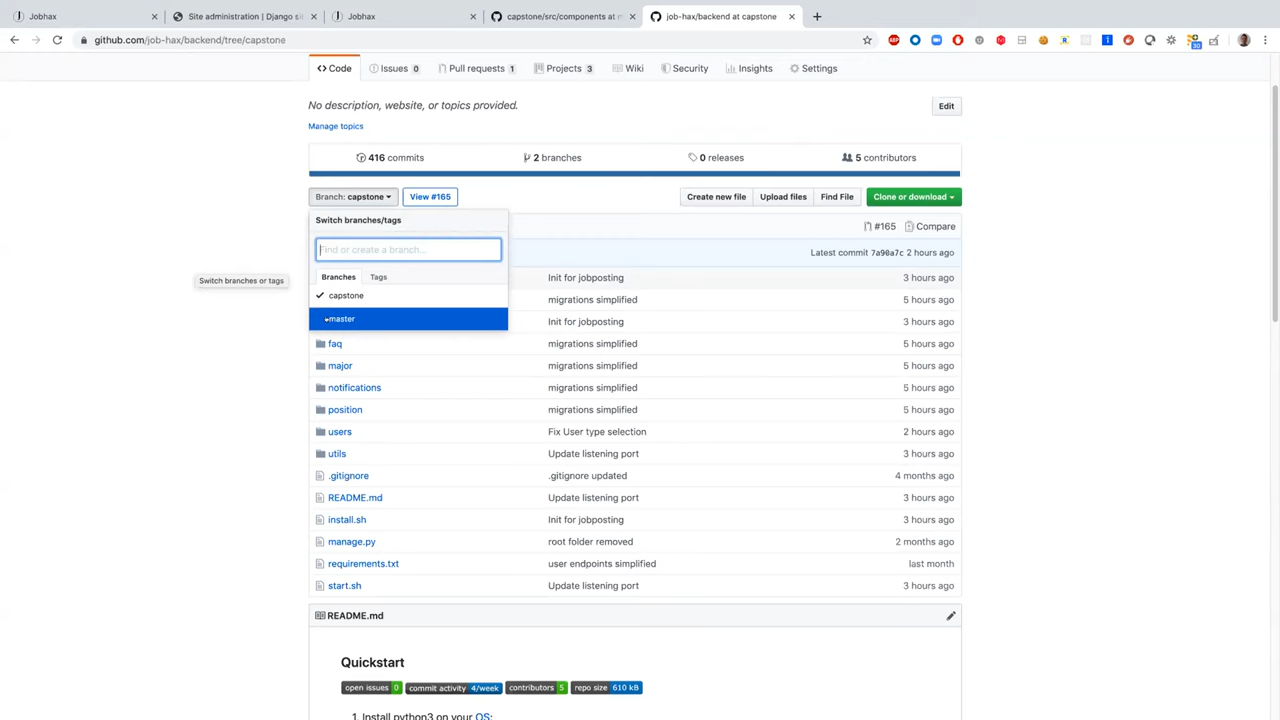 Jobhax
Site administration | Django si
Jobhax
capstone/src/components at m
job-hax/backend at capstone
github.com/job-hax/backend/tree/capstone
30
Code
Issues 0
Pull requests 1
Projects 3
Wiki
Security
Insights
Settings
No description, website, or topics provided.
Edit
Manage topics
416 commits
2 branches
0 releases
5 contributors
Branch: capstone
View #165
Create new file
Upload files
Find File
Clone or download
Switch branches/tags
#165
Compare
Find or create a branch...
Latest commit 7a90a7c 2 hours ago
Branches
Tags
Switch branches or tags
Init for jobposting
3 hours ago
capstone
migrations simplified
5 hours ago
master
Init for jobposting
3 hours ago
faq
migrations simplified
5 hours ago
major
migrations simplified
5 hours ago
notifications
migrations simplified
5 hours ago
position
migrations simplified
5 hours ago
users
Fix User type selection
2 hours ago
utils
Update listening port
3 hours ago
.gitignore
.gitignore updated
4 months ago
README.md
Update listening port
3 hours ago
install.sh
Init for jobposting
3 hours ago
manage.py
root folder removed
2 months ago
requirements.txt
user endpoints simplified
last month
start.sh
Update listening port
3 hours ago
README.md
Quickstart
open issues 0
commit activity 4/week
contributors 5
repo size 610 kB
1. Install python3 on your OS: